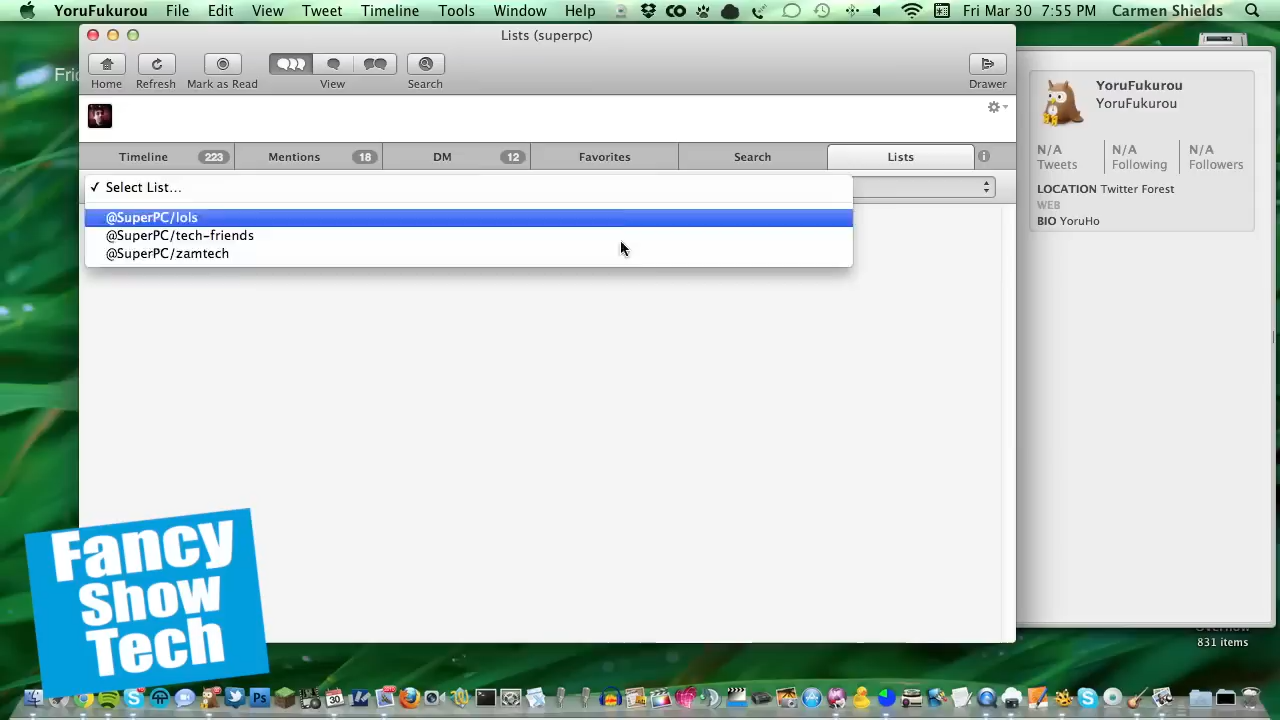 YoruFukurou File Edit View Tweet Timeline Tools Window Help Fri Mar 30 7:55 PM Carmen Shields
Lists (superpc)
Home Refresh Mark as Read View Search Drawer
Timeline 223 Mentions 18 DM 12 Favorites Search Lists
✓ Select List...
@SuperPC/lols
@SuperPC/tech-friends
@SuperPC/zamtech
YoruFukurou
YoruFukurou
N/A N/A N/A
Tweets Following Followers
LOCATION Twitter Forest
WEB
BIO YoruHo
831 items
Fancy
Show
Tech